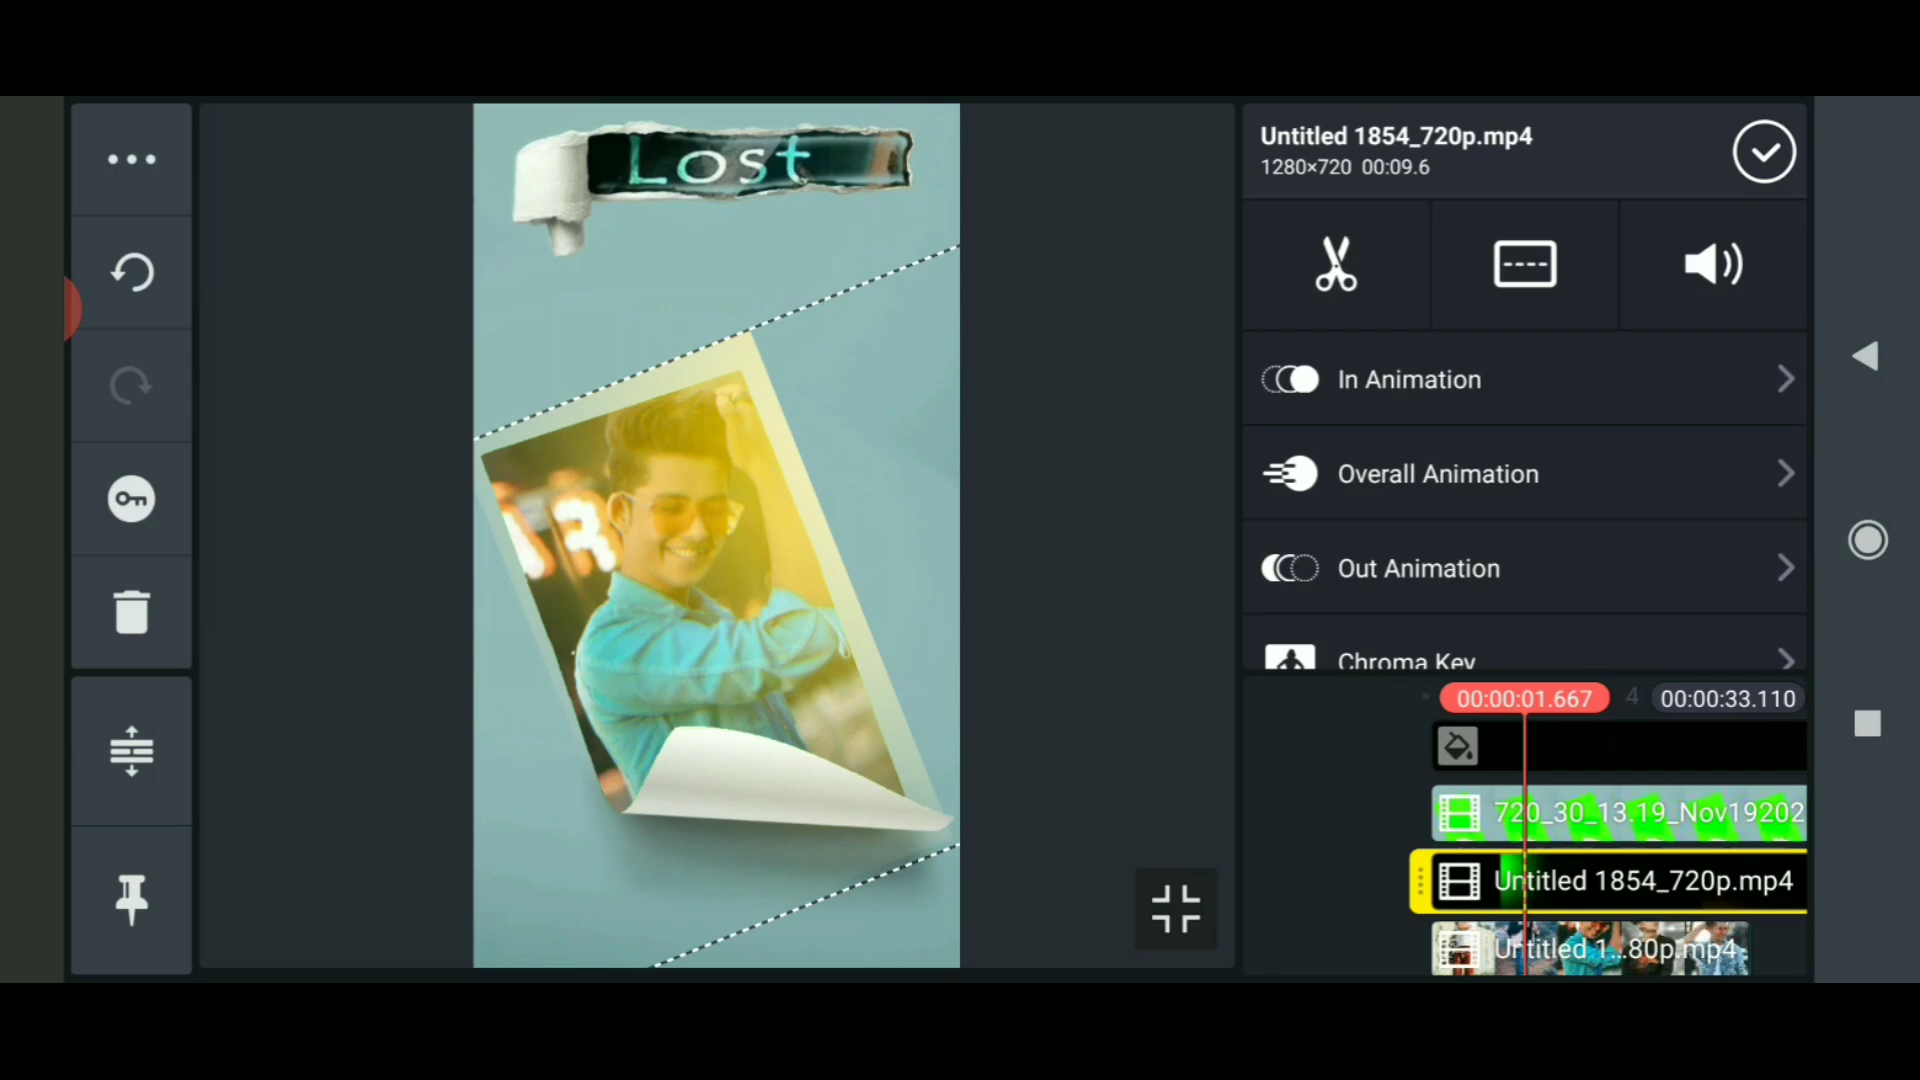 Lost
Untitled 1854_720p.mp4
1280×720 00:09.6
In Animation
Overall Animation
Out Animation
Chroma Key
00:00:01.667
4
00:00:33.110
720_30_13.19_Nov19202
Untitled 1854_720p.mp4
Untitled 1...80p.mp4